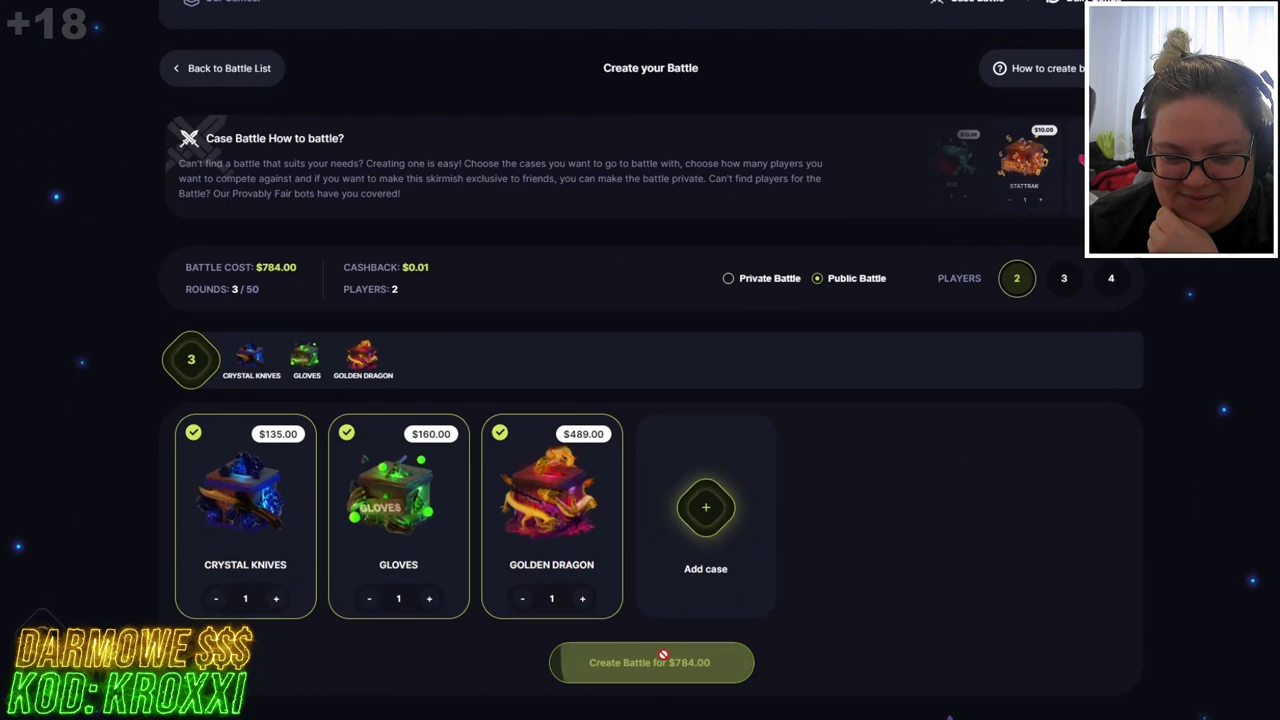 +18
Back to Battle List
Create your Battle
How to create b
Case Battle How to battle?
Can't find a battle that suits your needs? Creating one is easy! Choose the cases you want to go to battle with, choose how many players you
want to compete against and if you want to make this skirmish exclusive to friends, you can make the battle private. Can't find players for the
Battle? Our Provably Fair bots have you covered!
$10.06
$10.06
STATTRAK
- 1 +
BATTLE COST: $784.00
CASHBACK: $0.01
ROUNDS: 3 / 50
PLAYERS: 2
Private Battle
Public Battle
PLAYERS
2
3
4
3
CRYSTAL KNIVES
GLOVES
GOLDEN DRAGON
$135.00
$160.00
$489.00
GLOVES
+
CRYSTAL KNIVES
GLOVES
GOLDEN DRAGON
Add case
- 1 +
- 1 +
- 1 +
Create Battle for $784.00
DARMOWE $$$
KOD: KROXXI